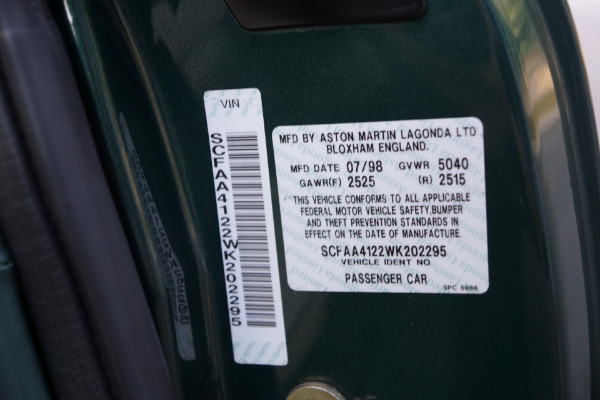 VIN
SCFAA4122WK202295
MFD BY ASTON MARTIN LAGONDA LTD
BLOXHAM ENGLAND.
MFD DATE 07/98 GVWR 5040
GAWR(F) 2525 (R) 2515
THIS VEHICLE CONFORMS TO ALL APPLICABLE
FEDERAL MOTOR VEHICLE SAFETY,BUMPER
AND THEFT PREVENTION STANDARDS IN
EFFECT ON THE DATE OF MANUFACTURE.
SCFAA4122WK202295
VEHICLE IDENT NO
PASSENGER CAR